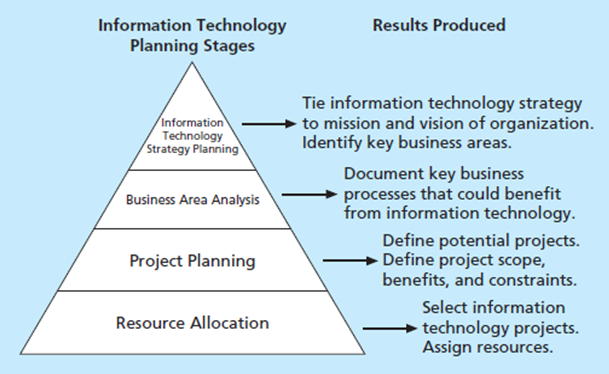 Information Technology
Planning Stages
Results Produced
Information
Technology
Strategy Planning
Tie information technology strategy
to mission and vision of organization.
Identify key business areas.
Business Area Analysis
Document key business
processes that could benefit
from information technology.
Project Planning
Define potential projects.
Define project scope,
benefits, and constraints.
Resource Allocation
Select information
technology projects.
Assign resources.